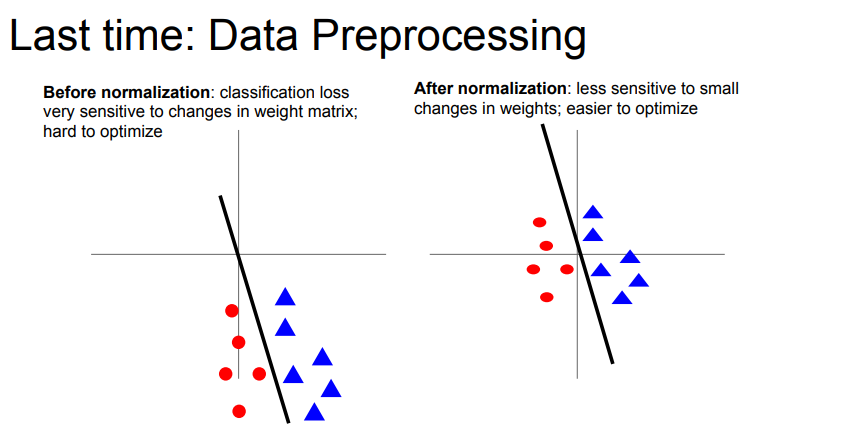 Last time: Data Preprocessing
Before normalization: classification loss
very sensitive to changes in weight matrix;
hard to optimize
After normalization: less sensitive to small
changes in weights; easier to optimize